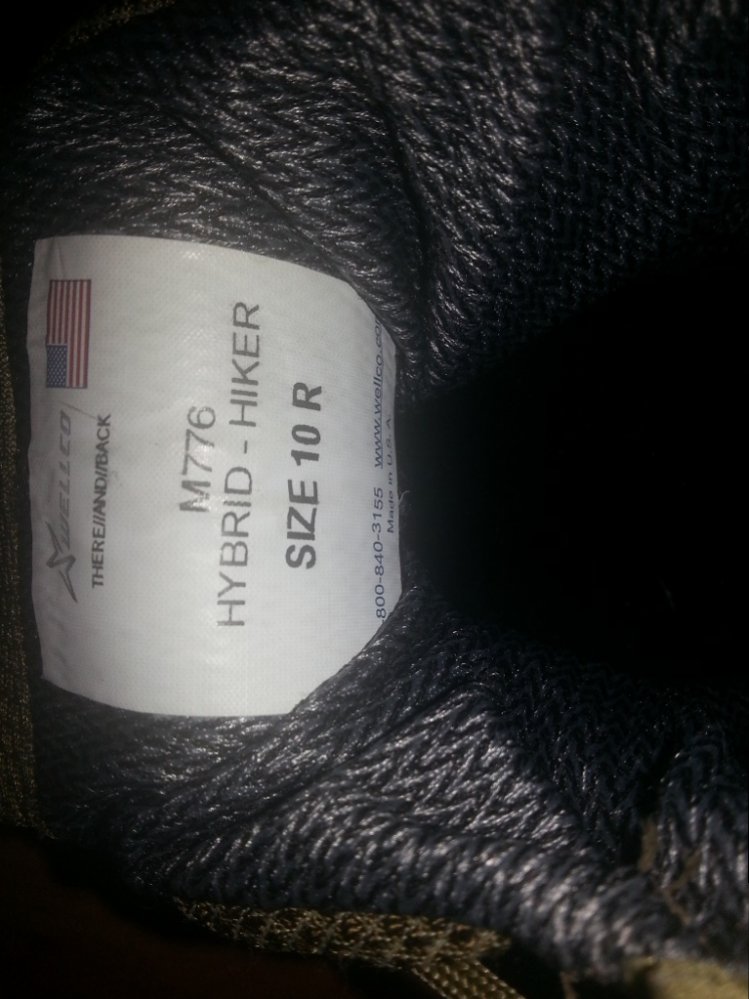 WELLCO
THERE//AND//BACK
M776
HYBRID - HIKER
SIZE 10 R
800-840-3155 www.wellco.co
Made in U.S.A.